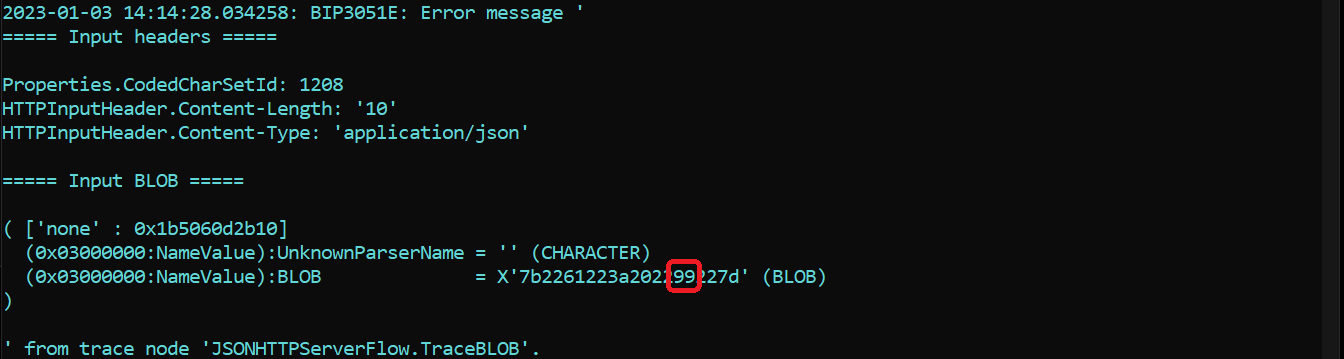 2023-01-03 14:14:28.034258: BIP3051E: Error message '
===== Input headers =====
Properties.CodedCharSetId: 1208
HTTPInputHeader.Content-Length: '10'
HTTPInputHeader.Content-Type: 'application/json'
===== Input BLOB =====
( ['none' : 0x1b5060d2b10]
(0x03000000:NameValue):UnknownParserName = '' (CHARACTER)
(0x03000000:NameValue):BLOB = X'7b2261223a202299227d' (BLOB)
)
' from trace node 'JSONHTTPServerFlow.TraceBLOB'.